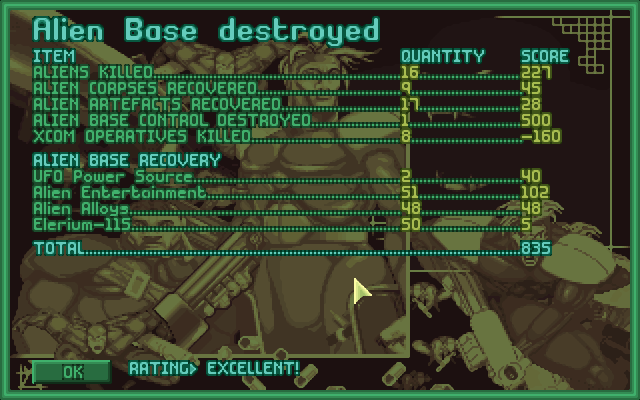 Alien Base destroyed
ITEM QUANTITY SCORE
ALIENS KILLED 16 227
ALIEN CORPSES RECOVERED 9 45
ALIEN ARTEFACTS RECOVERED 17 28
ALIEN BASE CONTROL DESTROYED 1 500
XCOM OPERATIVES KILLED 8 -160
ALIEN BASE RECOVERY
UFO Power Source 2 40
Alien Entertainment 51 102
Alien Alloys 48 48
Elerium-115 50 5
TOTAL 835
OK RATING> EXCELLENT!